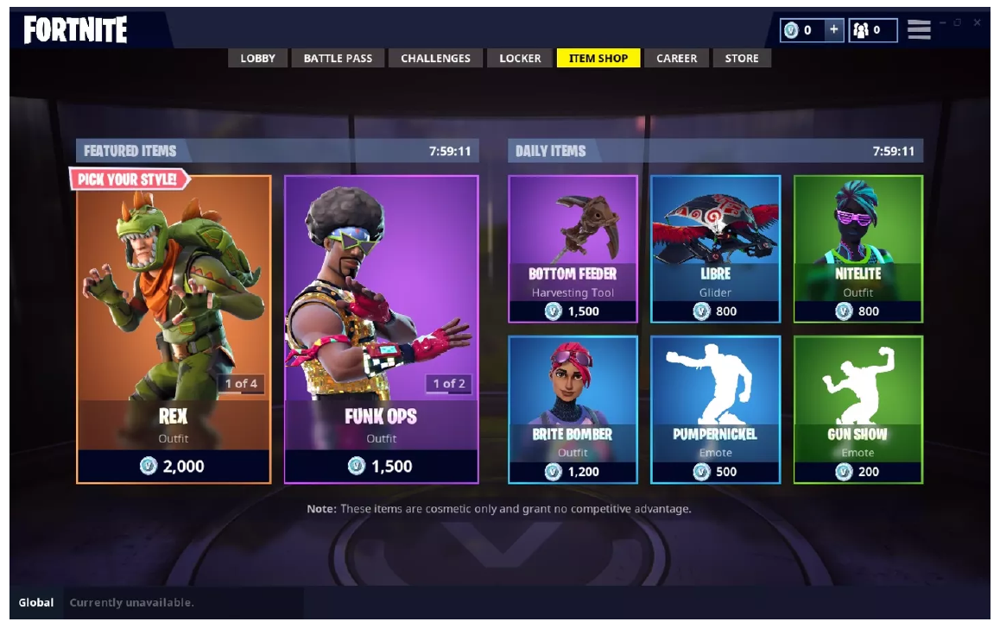 FORTNITE
0 + 0
LOBBY BATTLE PASS CHALLENGES LOCKER ITEM SHOP CAREER STORE
FEATURED ITEMS 7:59:11
PICK YOUR STYLE!
1 of 4
REX
Outfit
2,000
1 of 2
FUNK OPS
Outfit
1,500
DAILY ITEMS 7:59:11
BOTTOM FEEDER
Harvesting Tool
1,500
LIBRE
Glider
800
NITELITE
Outfit
800
BRITE BOMBER
Outfit
1,200
PUMPERNICKEL
Emote
500
GUN SHOW
Emote
200
Note: These items are cosmetic only and grant no competitive advantage.
Global Currently unavailable.